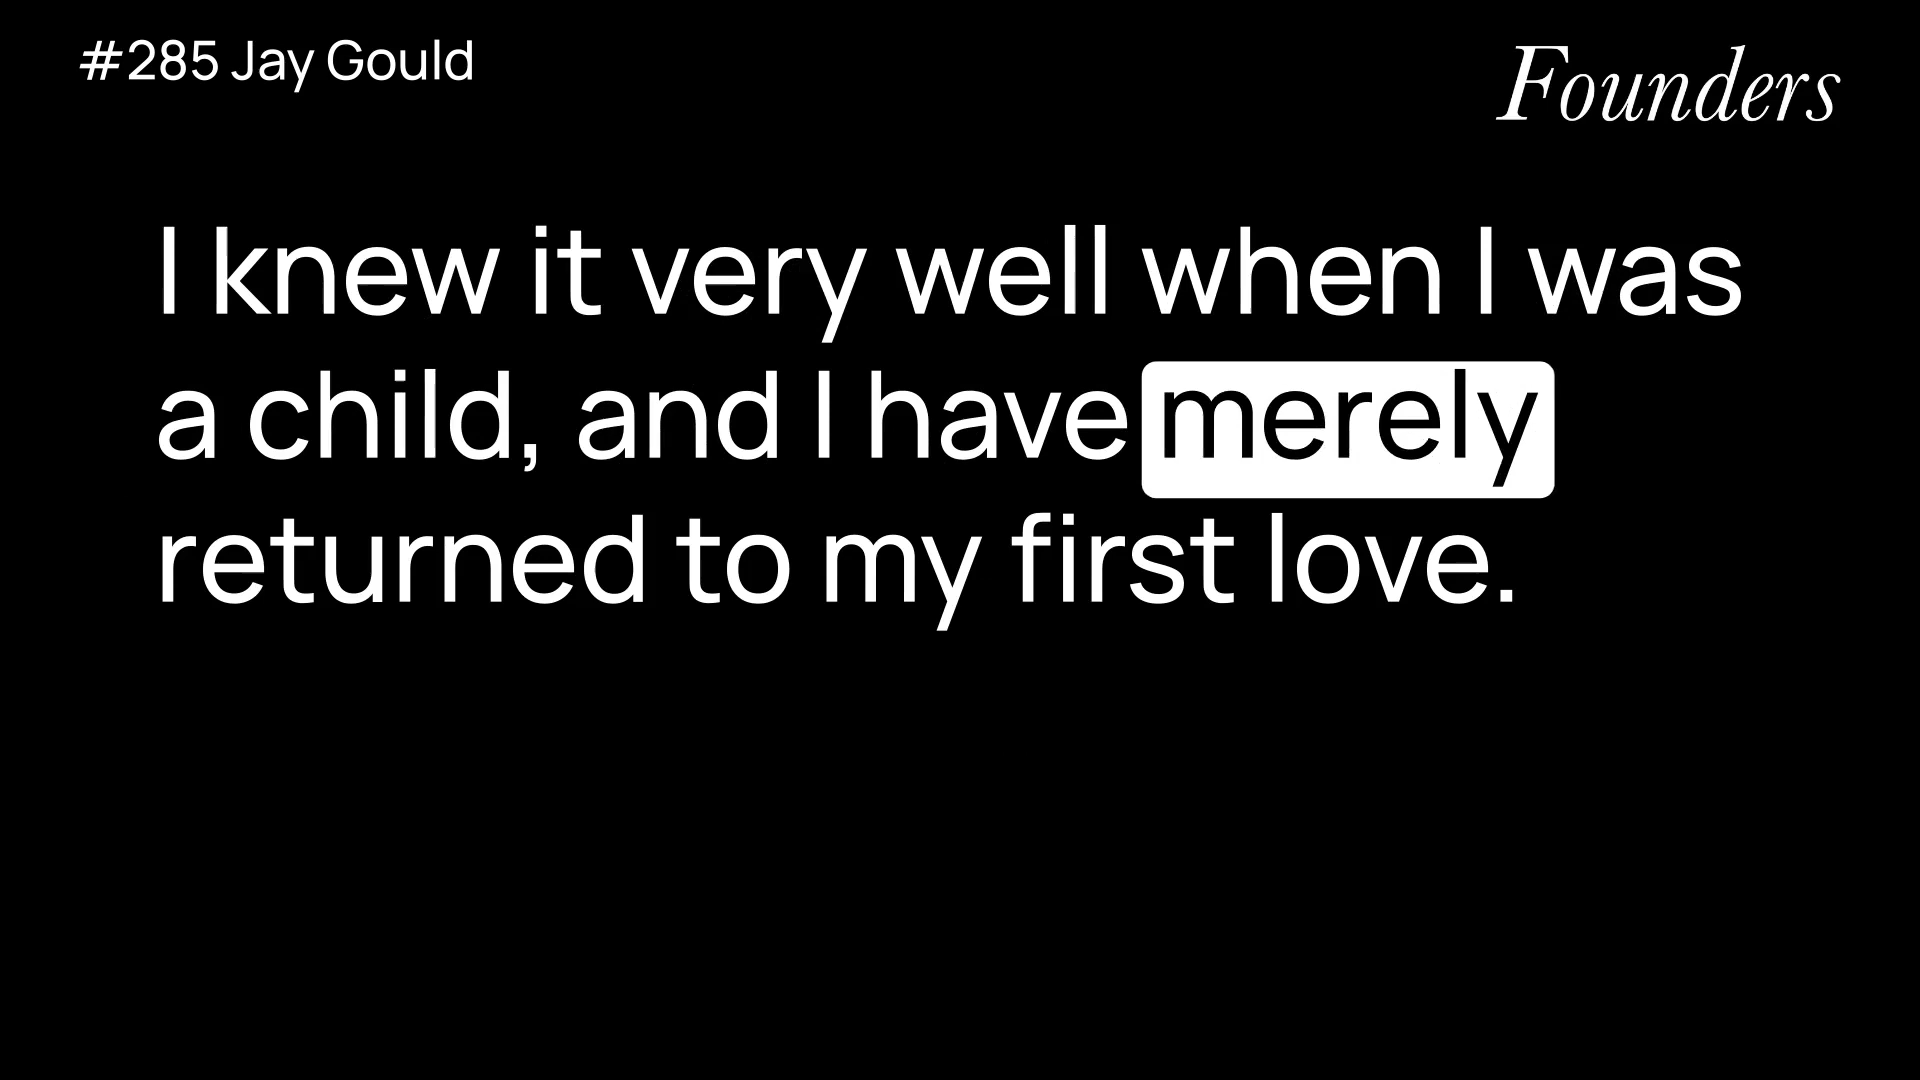 #285 Jay Gould
Founders
I knew it very well when I was
a child, and I have merely
returned to my first love.